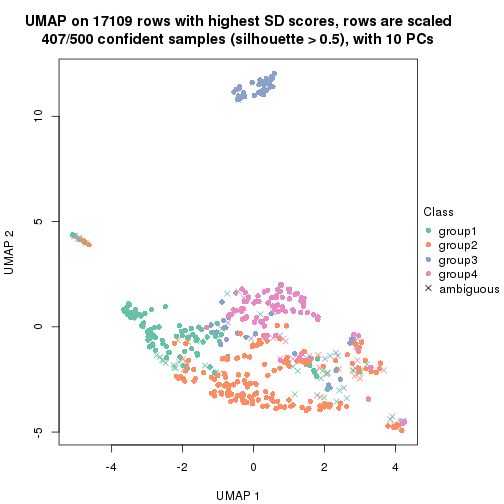 UMAP on 17109 rows with highest SD scores, rows are scaled
407/500 confident samples (silhouette > 0.5), with 10 PCs
10
5
0
-5
UMAP 2
-4
-2
0
2
4
UMAP 1
Class
group1
group2
group3
group4
ambiguous